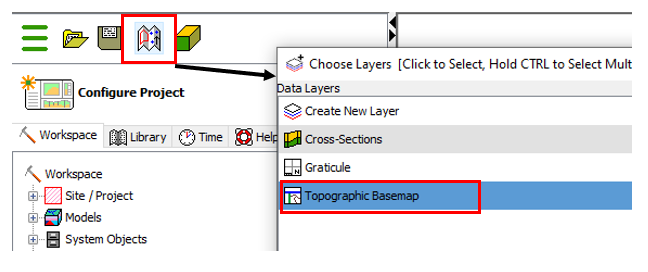 Choose Layers [Click to Select, Hold CTRL to Select Mult
Configure Project
Data Layers
Create New Layer
Workspace Library Time Help
Cross-Sections
Workspace
Graticule
Site / Project
Topographic Basemap
Models
System Objects